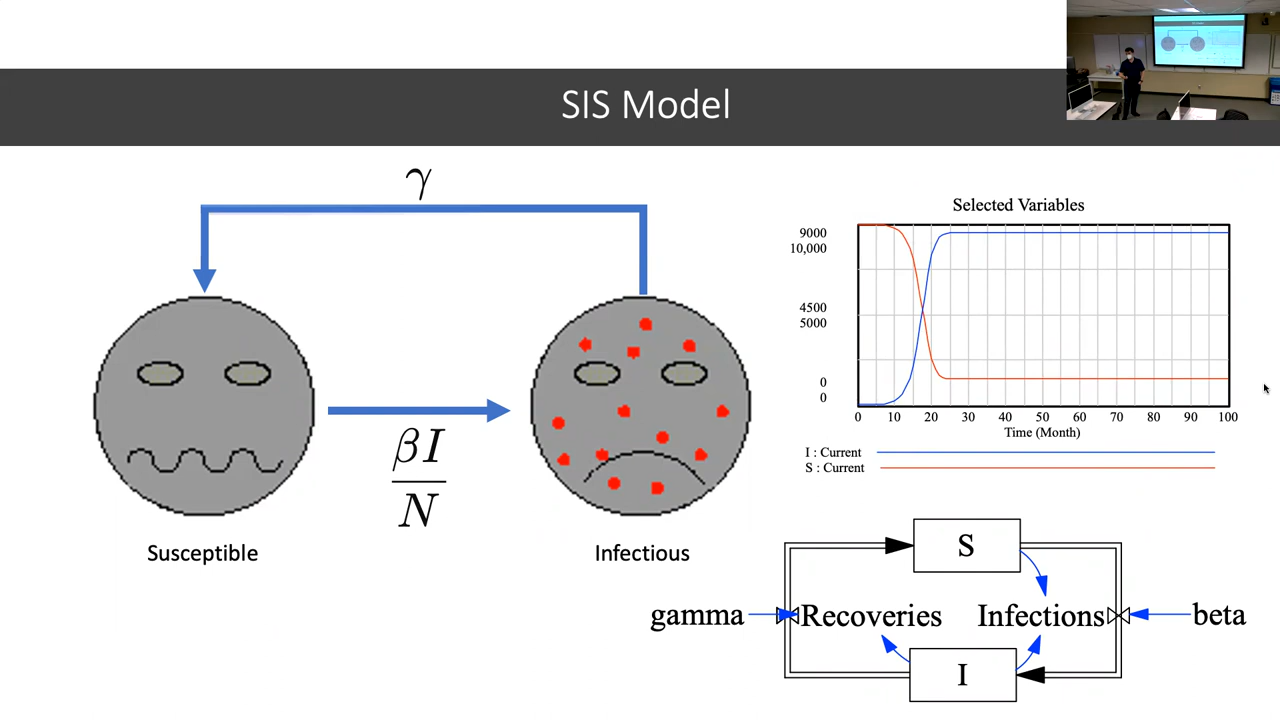 SIS Model
γ
βI
N
Susceptible
Infectious
Selected Variables
9000
10,000
4500
5000
0
0
0 10 20 30 40 50 60 70 80 90 100
Time (Month)
I : Current
S : Current
S
gamma Recoveries Infections beta
I